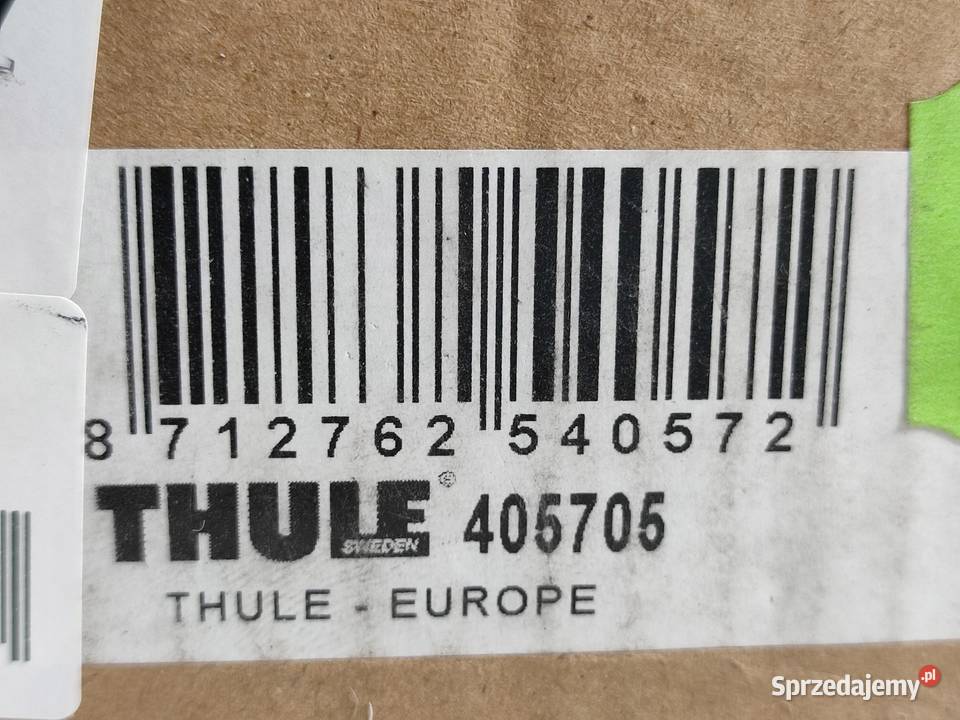 8 712762 540572
THULE® 405705
SWEDEN
THULE - EUROPE
Sprzedajemy.pl